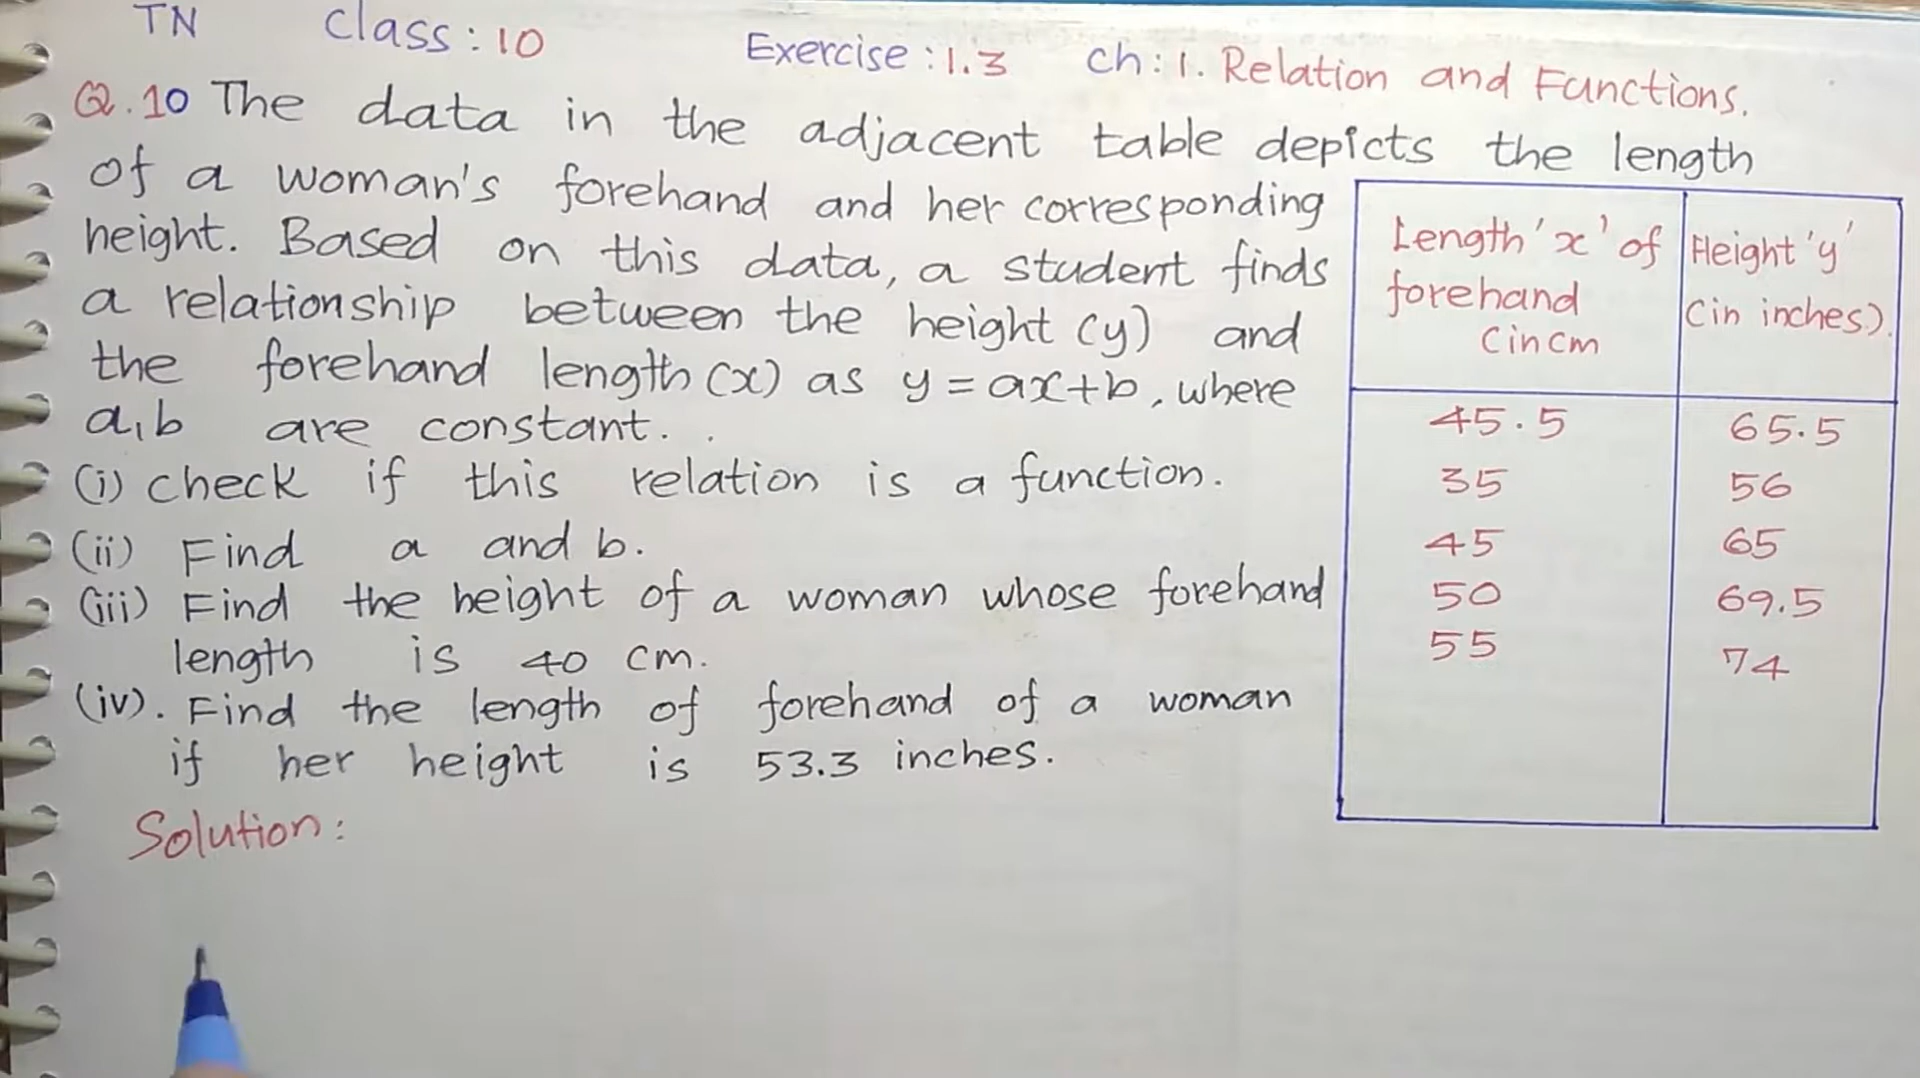 TN Class : 10 Exercise : 1.3 ch : 1. Relation and Functions.
Q.10 The data in the adjacent table depicts the length
of a woman's forehand and her corresponding
height. Based on this data, a student finds
a relationship between the height (y) and
the forehand length (x) as y = ax+b, where
a,b are constant. .
(i) check if this relation is a function.
(ii) Find a and b.
(iii) Find the height of a woman whose forehand
length is 40 cm.
(iv). Find the length of forehand of a woman
if her height is 53.3 inches.
Length 'x' of Height 'y'
forehand (in inches).
(in cm
45.5 65.5
35 56
45 65
50 69.5
55 74
Solution :